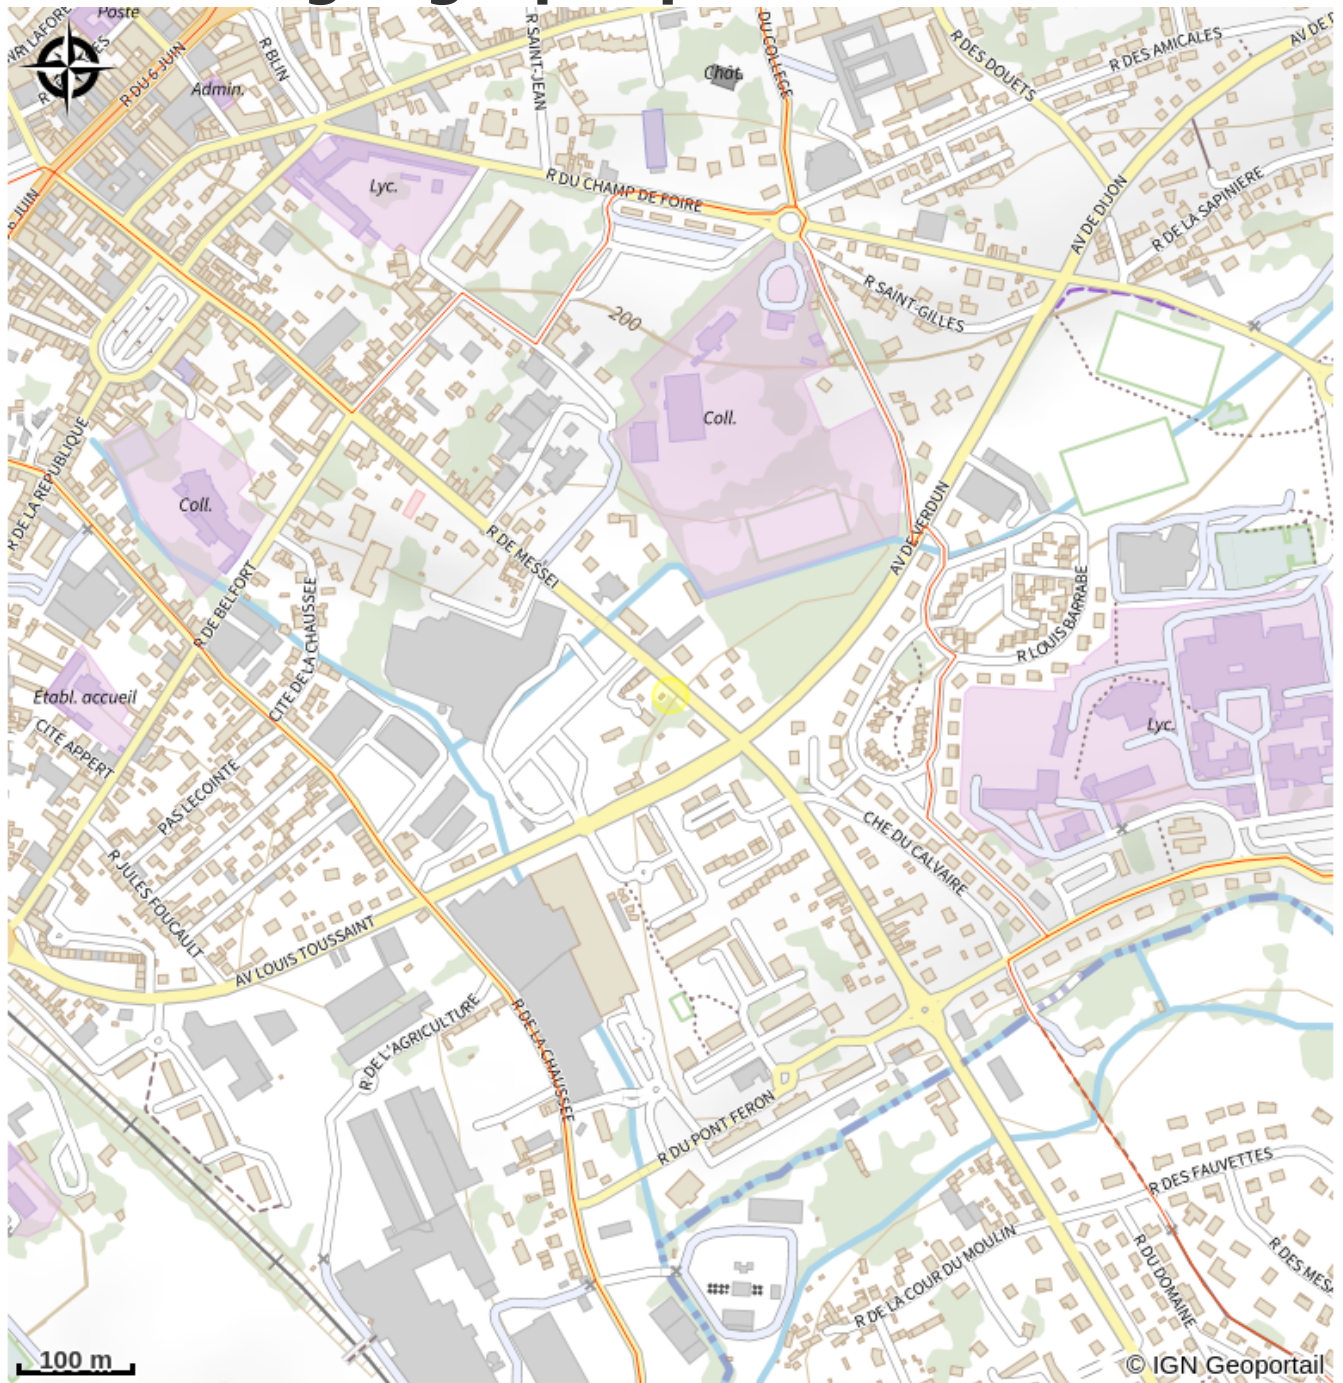 Poste
R BLIN
R DU 6 JUIN
Admin.
R SAINT-JEAN
DU COLLEGE
Chât.
R DES DOUETS
R DES AMICALES
Lyc.
R DU CHAMP DE FOIRE
AV DE DIJON
R DE LA SAPINIÈRE
6 JUIN
R SAINT-GILLES
200
Coll.
R DE LA REPUBLIQUE
Coll.
R DE MESSEI
AV DE VERDUN
R DE BELFORT
CITE DE LA CHAUSSEE
R LOUIS BARRABE
Etabl. accueil
CITE APPERT
Lyc.
PAS LECOINTE
CHE DU CALVAIRE
R JULES FOUCAULT
AV LOUIS TOUSSAINT
R DE L'AGRICULTURE
R DE LA CHAUSSEE
R DU PONT FERON
R DES FAUVETTES
R DE LA COUR DU MOULIN
R DU DOMAINE
R DES MESA
100 m
© IGN Geoportail